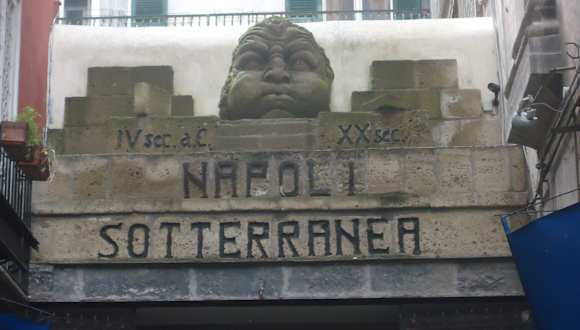 IV sec. a.C. XX sec.
NAPOLI
SOTTERRANEA